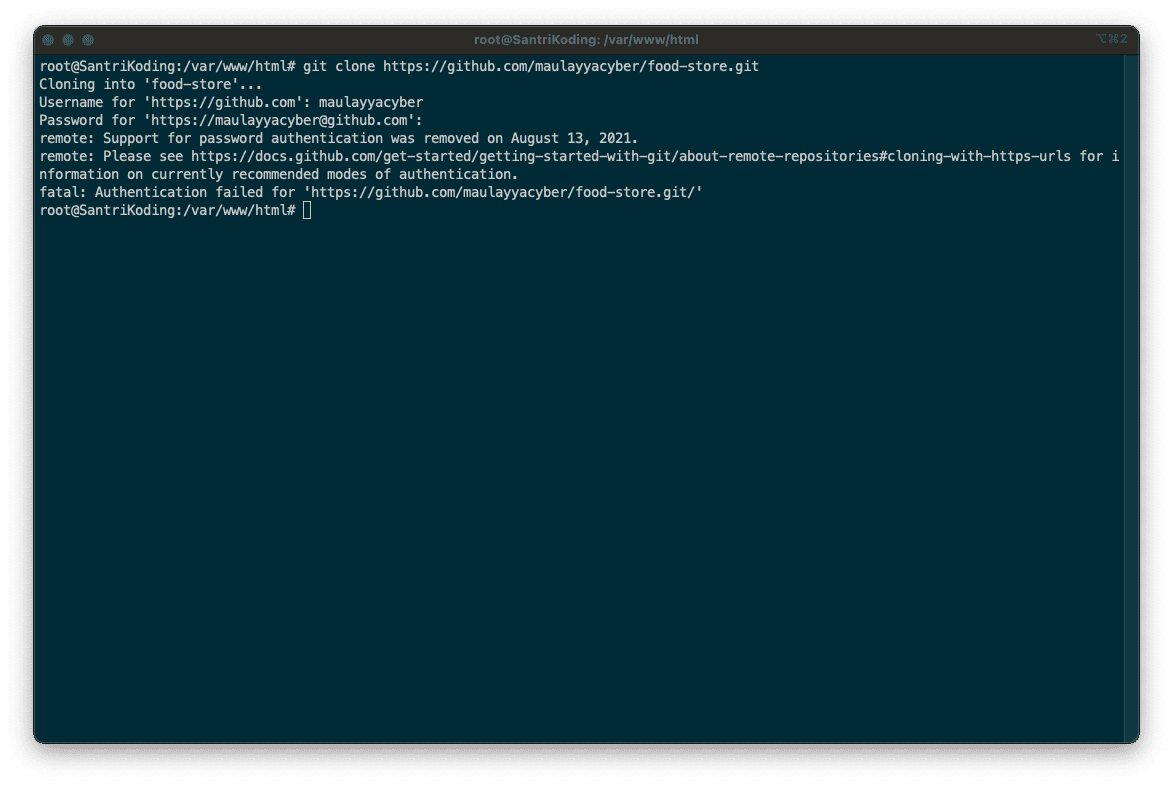 root@SantriKoding: /var/www/html
⌥⌘2
root@SantriKoding:/var/www/html# git clone https://github.com/maulayyacyber/food-store.git
Cloning into 'food-store'...
Username for 'https://github.com': maulayyacyber
Password for 'https://maulayyacyber@github.com':
remote: Support for password authentication was removed on August 13, 2021.
remote: Please see https://docs.github.com/get-started/getting-started-with-git/about-remote-repositories#cloning-with-https-urls for i
nformation on currently recommended modes of authentication.
fatal: Authentication failed for 'https://github.com/maulayyacyber/food-store.git/'
root@SantriKoding:/var/www/html#